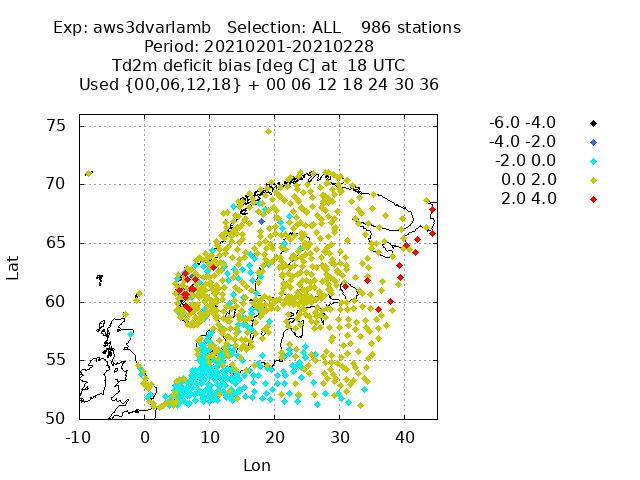 Exp: aws3dvarlamb   Selection: ALL    986 stations
Period: 20210201-20210228
Td2m deficit bias [deg C] at  18 UTC
Used {00,06,12,18} + 00 06 12 18 24 30 36
-6.0 -4.0
-4.0 -2.0
-2.0 0.0
0.0 2.0
2.0 4.0
75
70
65
60
55
50
Lat
-10 0 10 20 30 40
Lon